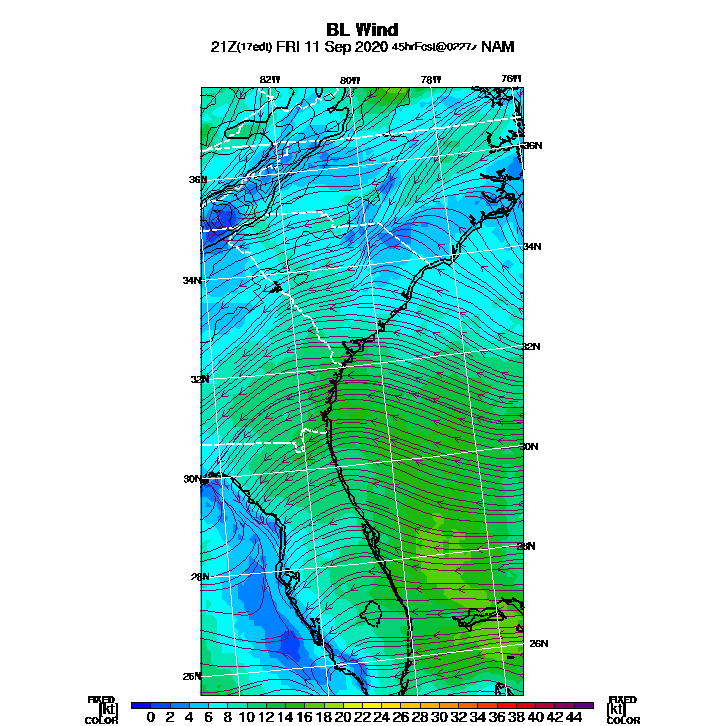 BL Wind
21Z(17edt) FRI 11 Sep 2020 45hrFcst@0227z NAM
82W 80W 78W 76W
36N
36N
34N
34N
32N
32N
30N
30N
28N
28N
26N
26N
FIXED FIXED
[kt] 0 2 4 6 8 10 12 14 16 18 20 22 24 26 28 30 32 34 36 38 40 42 44 [kt]
COLOR COLOR